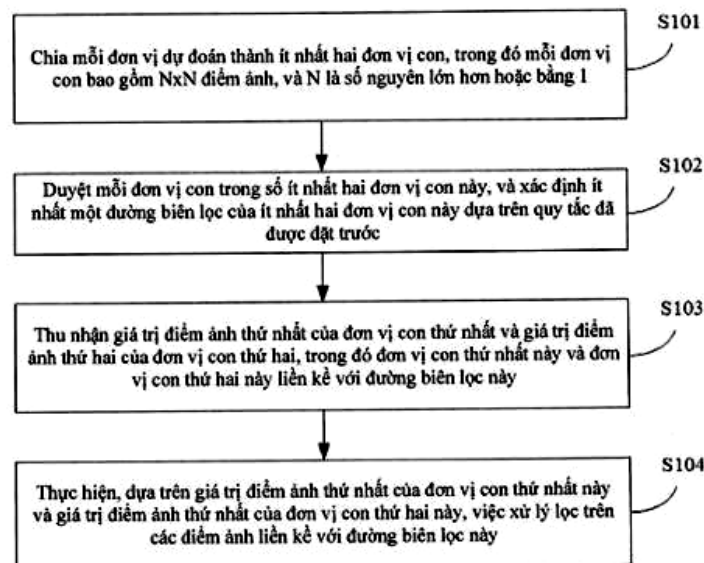 S101
Chia mỗi đơn vị dự đoán thành ít nhất hai đơn vị con, trong đó mỗi đơn vị
con bao gồm NxN điểm ảnh, và N là số nguyên lớn hơn hoặc bằng 1
S102
Duyệt mỗi đơn vị con trong số ít nhất hai đơn vị con này, và xác định ít
nhất một đường biên lọc của ít nhất hai đơn vị con này dựa trên quy tắc đã
được đặt trước
S103
Thu nhận giá trị điểm ảnh thứ nhất của đơn vị con thứ nhất và giá trị điểm
ảnh thứ hai của đơn vị con thứ hai, trong đó đơn vị con thứ nhất này và đơn
vị con thứ hai này liền kề với đường biên lọc này
S104
Thực hiện, dựa trên giá trị điểm ảnh thứ nhất của đơn vị con thứ nhất này
và giá trị điểm ảnh thứ nhất của đơn vị con thứ hai này, việc xử lý lọc trên
các điểm ảnh liền kề với đường biên lọc này